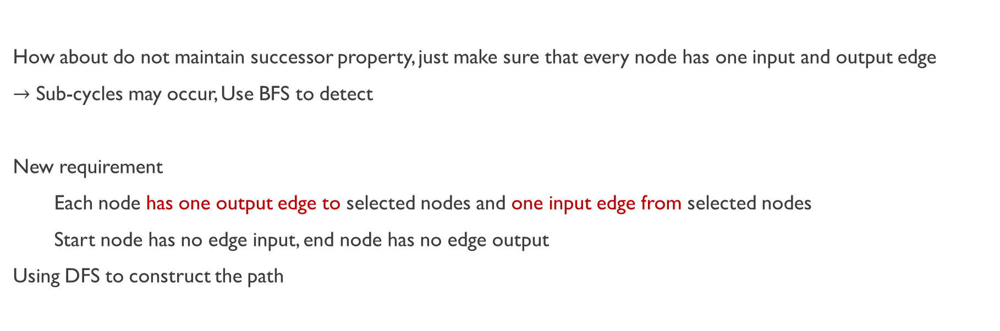 How about do not maintain successor property, just make sure that every node has one input and output edge
→ Sub-cycles may occur, Use BFS to detect
New requirement
Each node has one output edge to selected nodes and one input edge from selected nodes
Start node has no edge input, end node has no edge output
Using DFS to construct the path